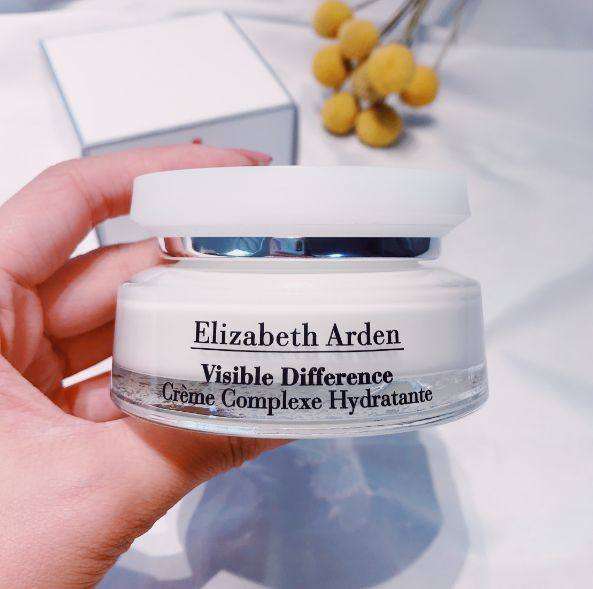 Elizabeth Arden
Visible Difference
Crème Complexe Hydratante